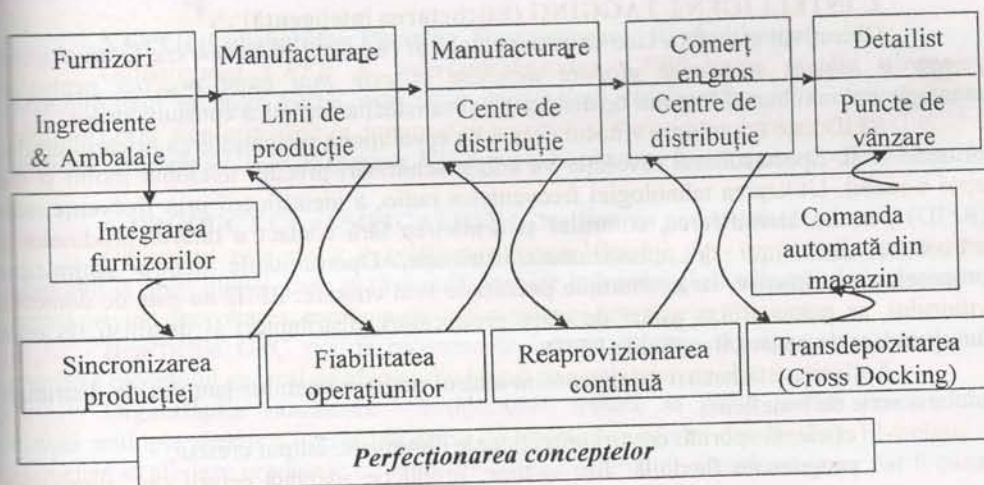 Furnizori
Ingrediente
& Ambalaje
Manufacturare
Linii de
producție
Manufacturare
Centre de
distribuție
Comerț
en gros
Centre de
distribuție
Detailist
Puncte de
vânzare
Integrarea
furnizorilor
Comanda
automată din
magazin
Sincronizarea
producției
Fiabilitatea
operațiunilor
Reaprovizionarea
continuă
Transdepozitarea
(Cross Docking)
Perfecționarea conceptelor